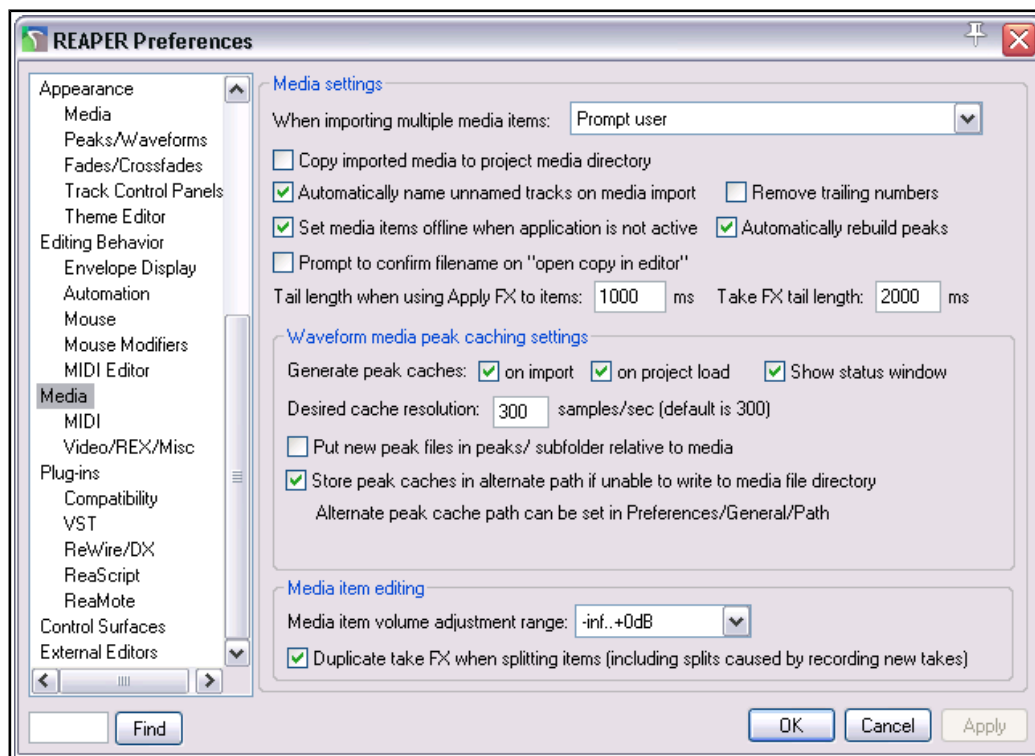 REAPER Preferences
Appearance
Media
Peaks/Waveforms
Fades/Crossfades
Track Control Panels
Theme Editor
Editing Behavior
Envelope Display
Automation
Mouse
Mouse Modifiers
MIDI Editor
Media
MIDI
Video/REX/Misc
Plug-ins
Compatibility
VST
ReWire/DX
ReaScript
ReaMote
Control Surfaces
External Editors
Find
Media settings
When importing multiple media items: Prompt user
Copy imported media to project media directory
Automatically name unnamed tracks on media import Remove trailing numbers
Set media items offline when application is not active Automatically rebuild peaks
Prompt to confirm filename on "open copy in editor"
Tail length when using Apply FX to items: 1000 ms Take FX tail length: 2000 ms
Waveform media peak caching settings
Generate peak caches: on import on project load Show status window
Desired cache resolution: 300 samples/sec (default is 300)
Put new peak files in peaks/ subfolder relative to media
Store peak caches in alternate path if unable to write to media file directory
Alternate peak cache path can be set in Preferences/General/Path
Media item editing
Media item volume adjustment range: -inf..+0dB
Duplicate take FX when splitting items (including splits caused by recording new takes)
OK Cancel Apply